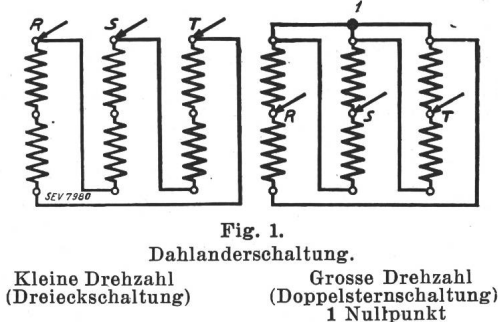 1
R S T
R S T
SEV 7980
Fig. 1.
Dahlanderschaltung.
Kleine Drehzahl
(Dreieckschaltung)
Grosse Drehzahl
(Doppelsternschaltung)
1 Nullpunkt